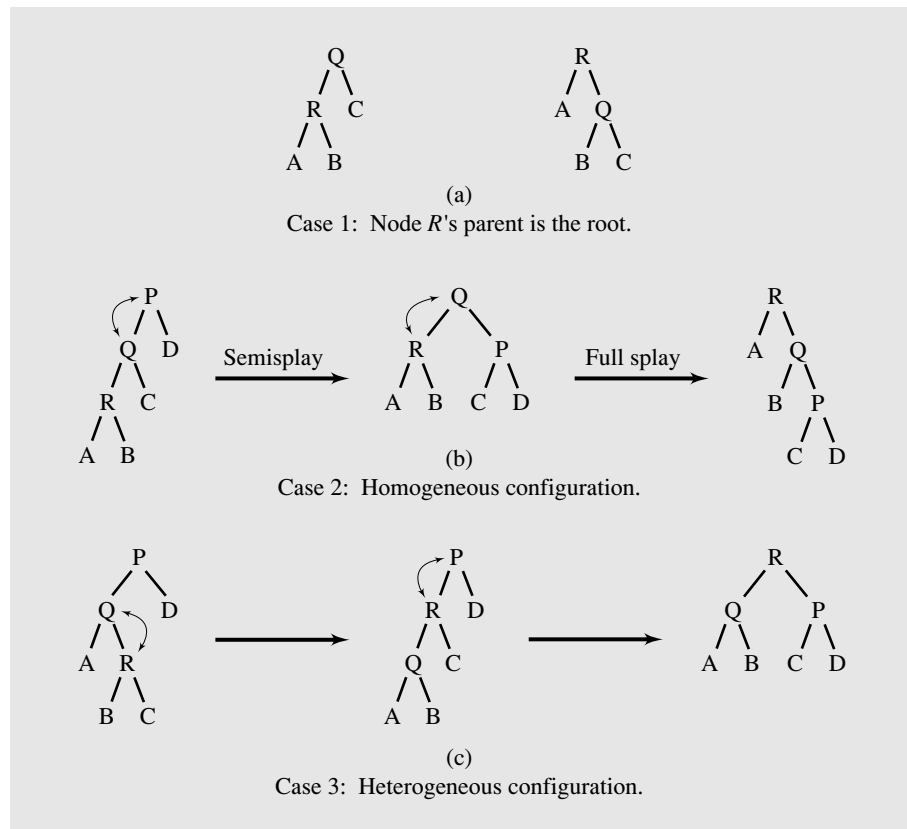 Q R
R C A Q
A B B C
(a)
Case 1: Node R's parent is the root.
P Q R
Q D Semisplay R P Full splay A Q
R C A B C D B P
A B C D
(b)
Case 2: Homogeneous configuration.
P P R
Q D R D Q P
A R Q C A B C D
B C A B
(c)
Case 3: Heterogeneous configuration.